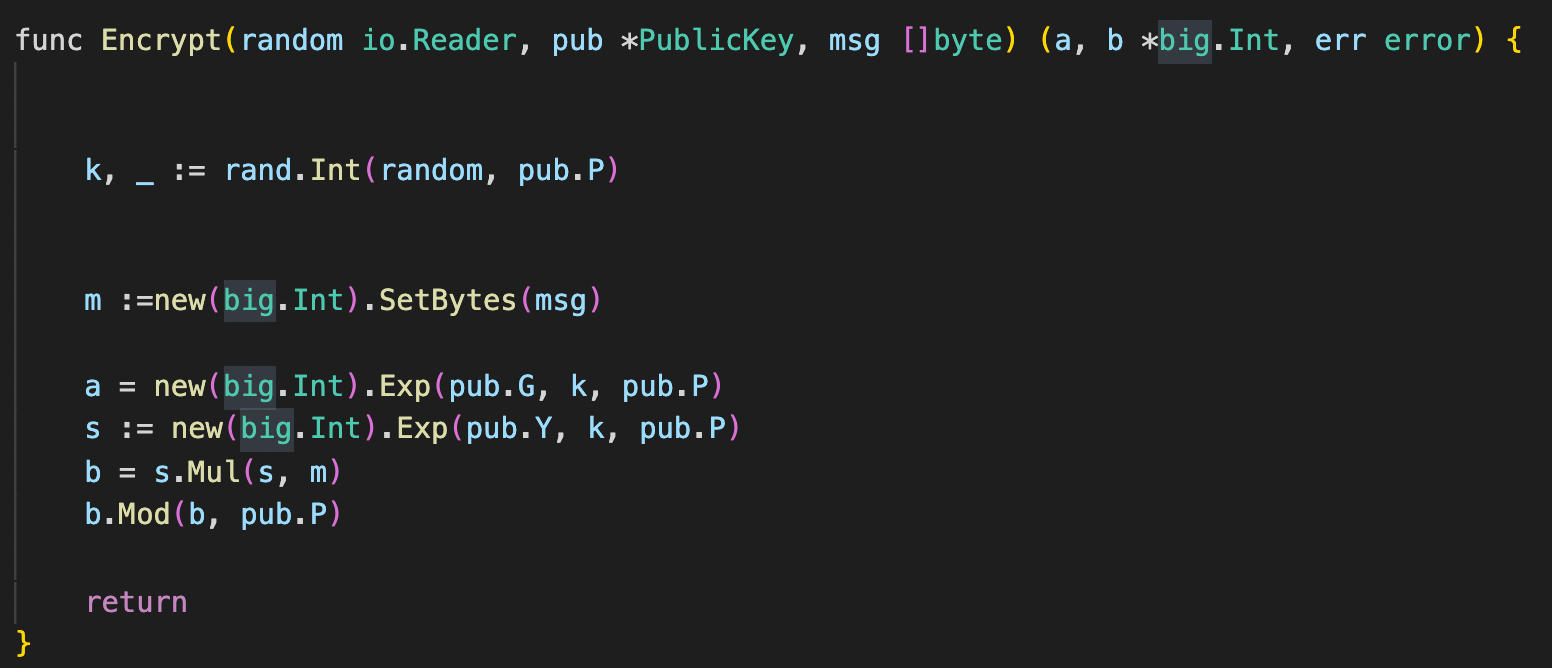 func Encrypt(random io.Reader, pub *PublicKey, msg []byte) (a, b *big.Int, err error) {
k, _ := rand.Int(random, pub.P)
m :=new(big.Int).SetBytes(msg)
a = new(big.Int).Exp(pub.G, k, pub.P)
s := new(big.Int).Exp(pub.Y, k, pub.P)
b = s.Mul(s, m)
b.Mod(b, pub.P)
return
}